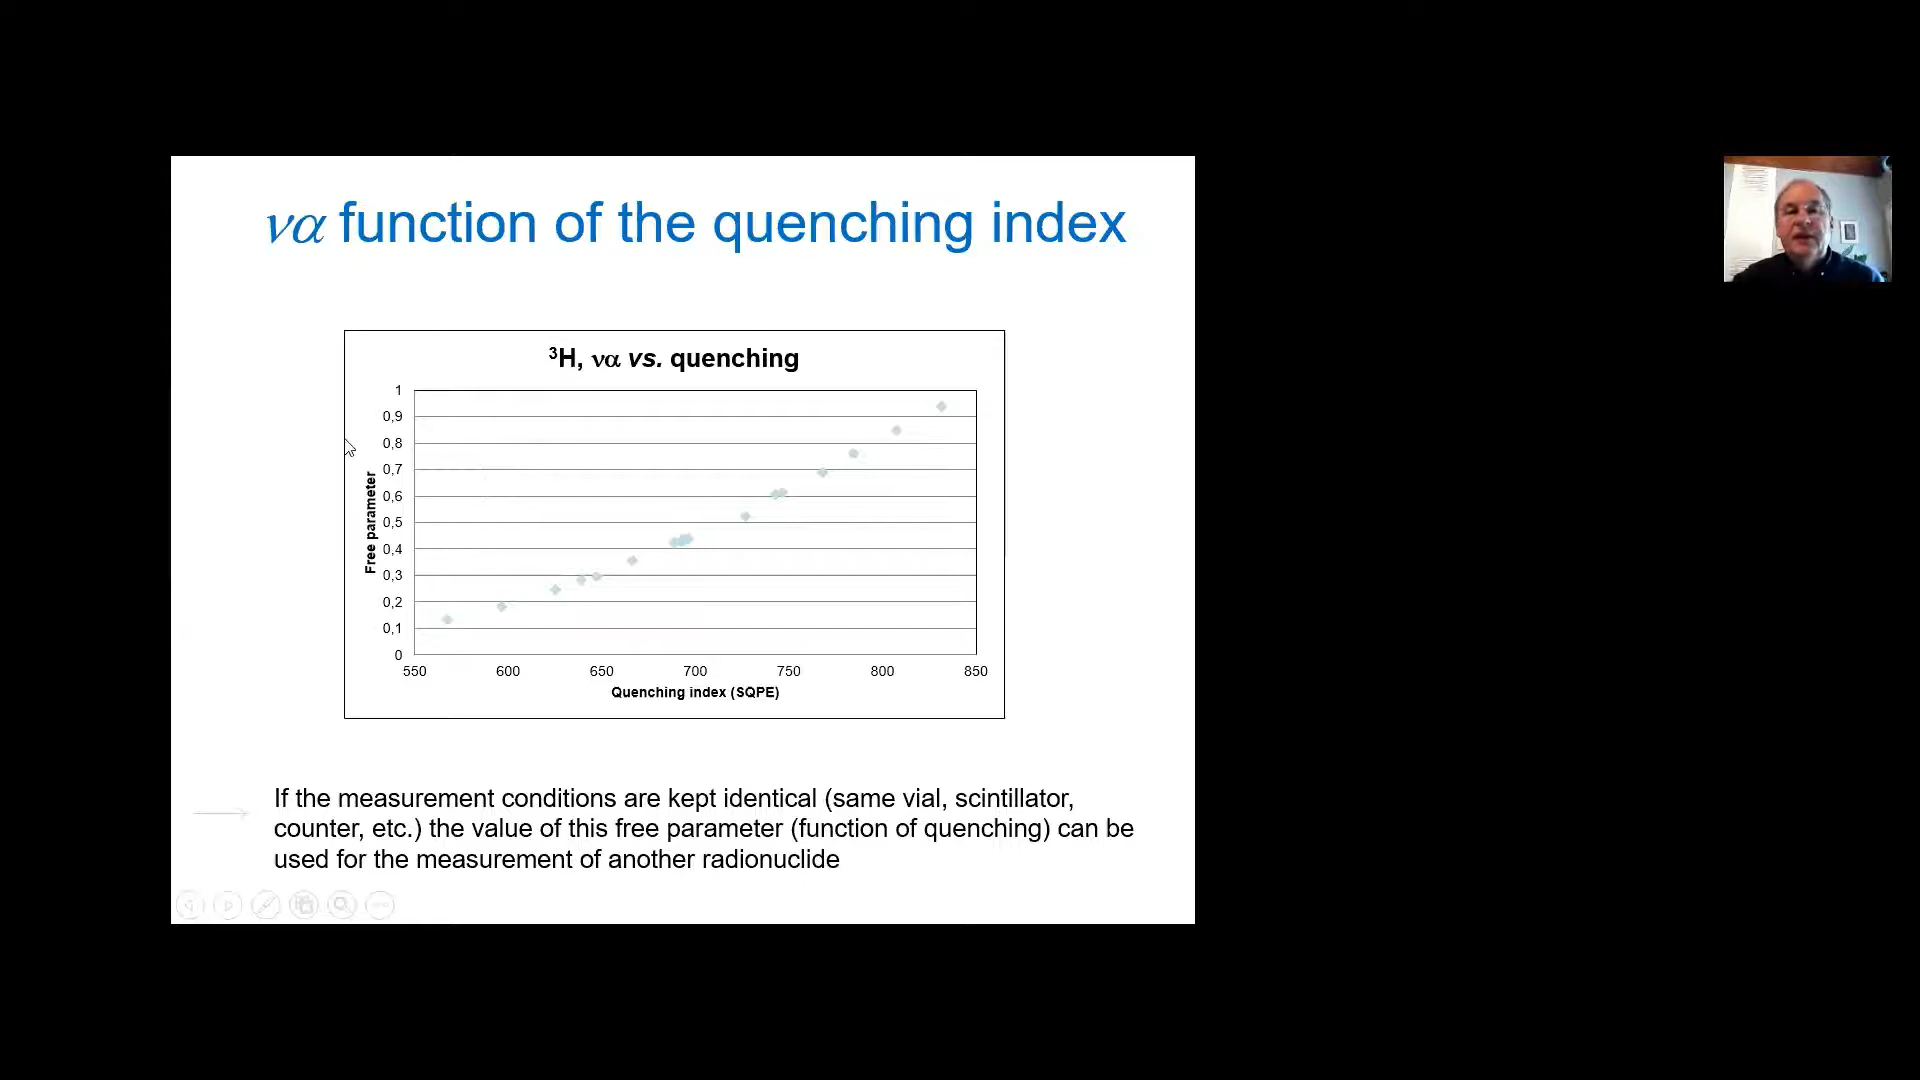 να function of the quenching index
³H, να vs. quenching
1
0,9
0,8
0,7
0,6
0,5
0,4
0,3
0,2
0,1
0
Free parameter
550 600 650 700 750 800 850
Quenching index (SQPE)
If the measurement conditions are kept identical (same vial, scintillator,
counter, etc.) the value of this free parameter (function of quenching) can be
used for the measurement of another radionuclide